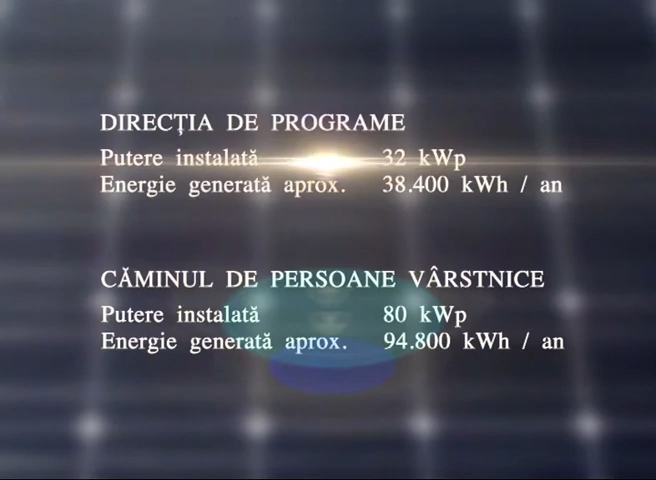 DIRECȚIA DE PROGRAME
Putere instalată 32 kWp
Energie generată aprox. 38.400 kWh / an
CĂMINUL DE PERSOANE VÂRSTNICE
Putere instalată 80 kWp
Energie generată aprox. 94.800 kWh / an